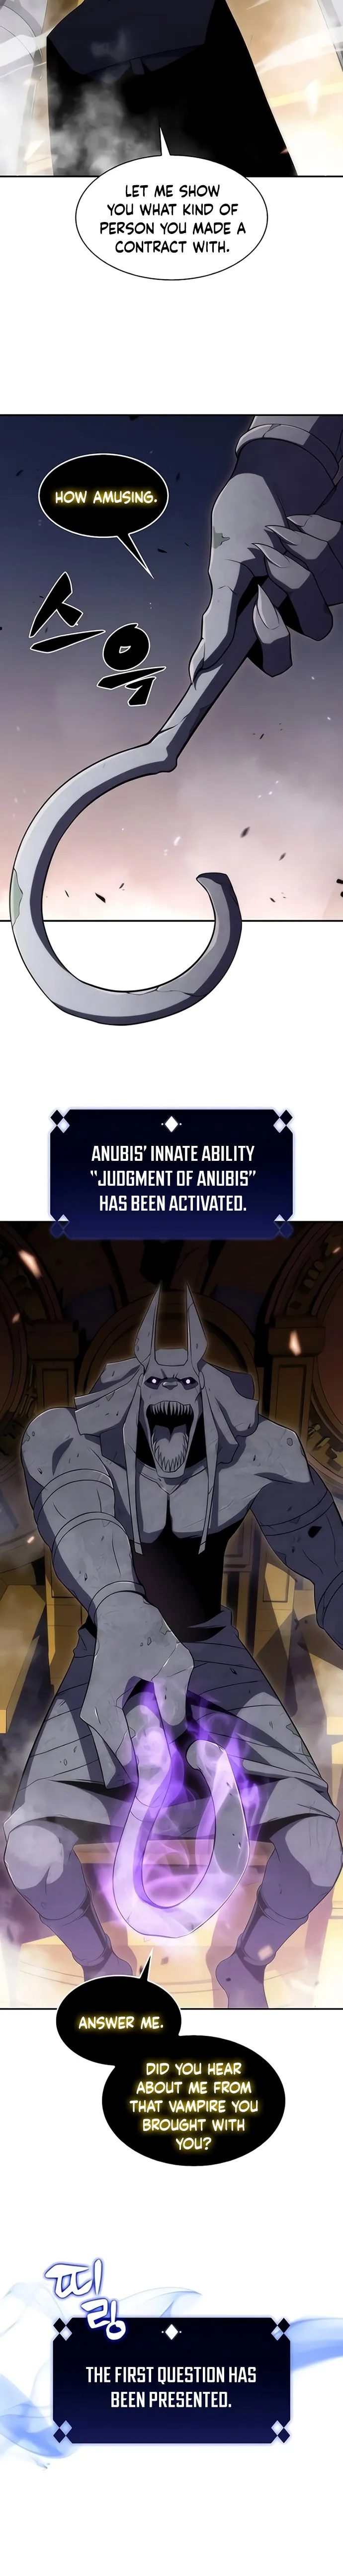 LET ME SHOW
YOU WHAT KIND OF
PERSON YOU MADE A
CONTRACT WITH.
HOW AMUSING.
스윽
ANUBIS' INNATE ABILITY
"JUDGMENT OF ANUBIS"
HAS BEEN ACTIVATED.
ANSWER ME.
DID YOU HEAR
ABOUT ME FROM
THAT VAMPIRE YOU
BROUGHT WITH
YOU?
띠
링
THE FIRST QUESTION HAS
BEEN PRESENTED.